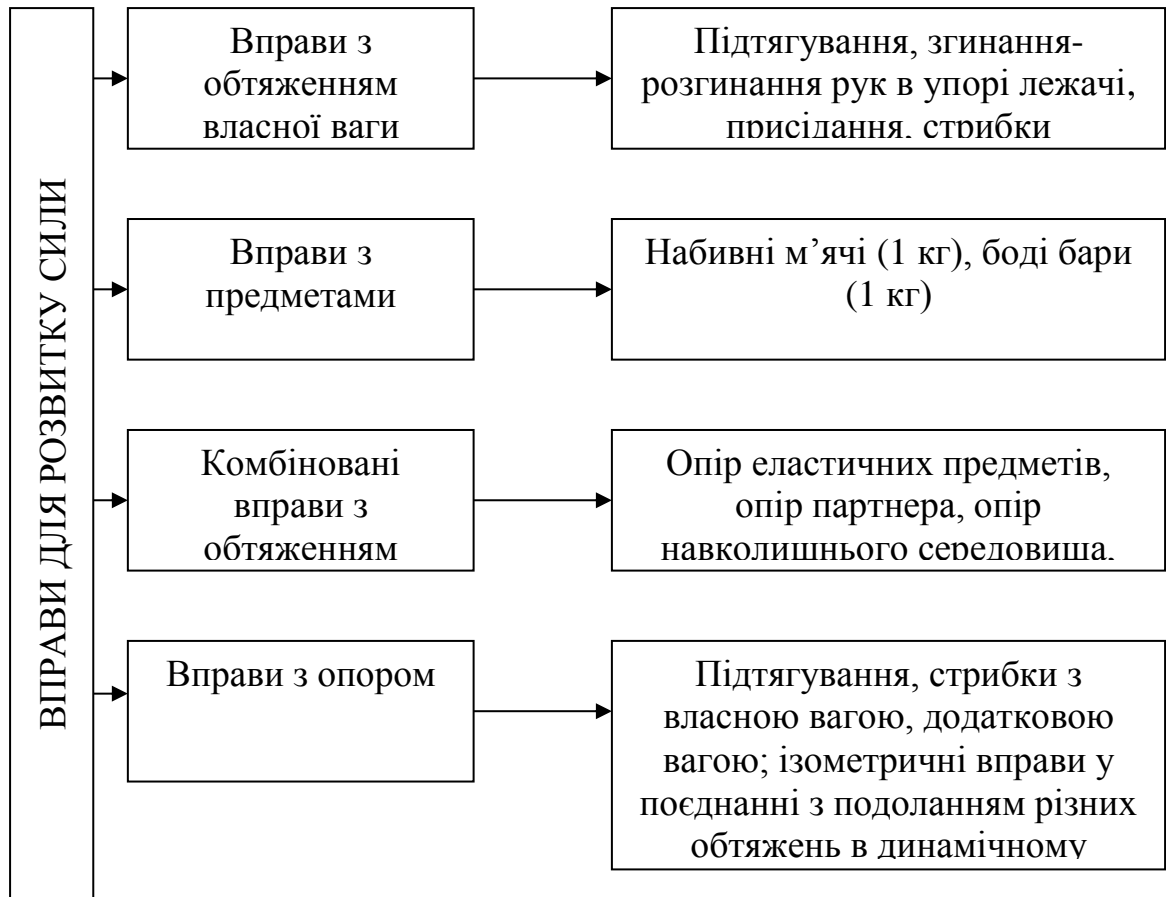 ВПРАВИ ДЛЯ РОЗВИТКУ СИЛИ
Вправи з
обтяженням
власної ваги
Підтягування, згинання-
розгинання рук в упорі лежачі,
присідання, стрибки
Вправи з
предметами
Набивні м’ячі (1 кг), боді бари
(1 кг)
Комбіновані
вправи з
обтяженням
Опір еластичних предметів,
опір партнера, опір
навколишнього середовища,
Вправи з опором
Підтягування, стрибки з
власною вагою, додатковою
вагою; ізометричні вправи у
поєднанні з подоланням різних
обтяжень в динамічному